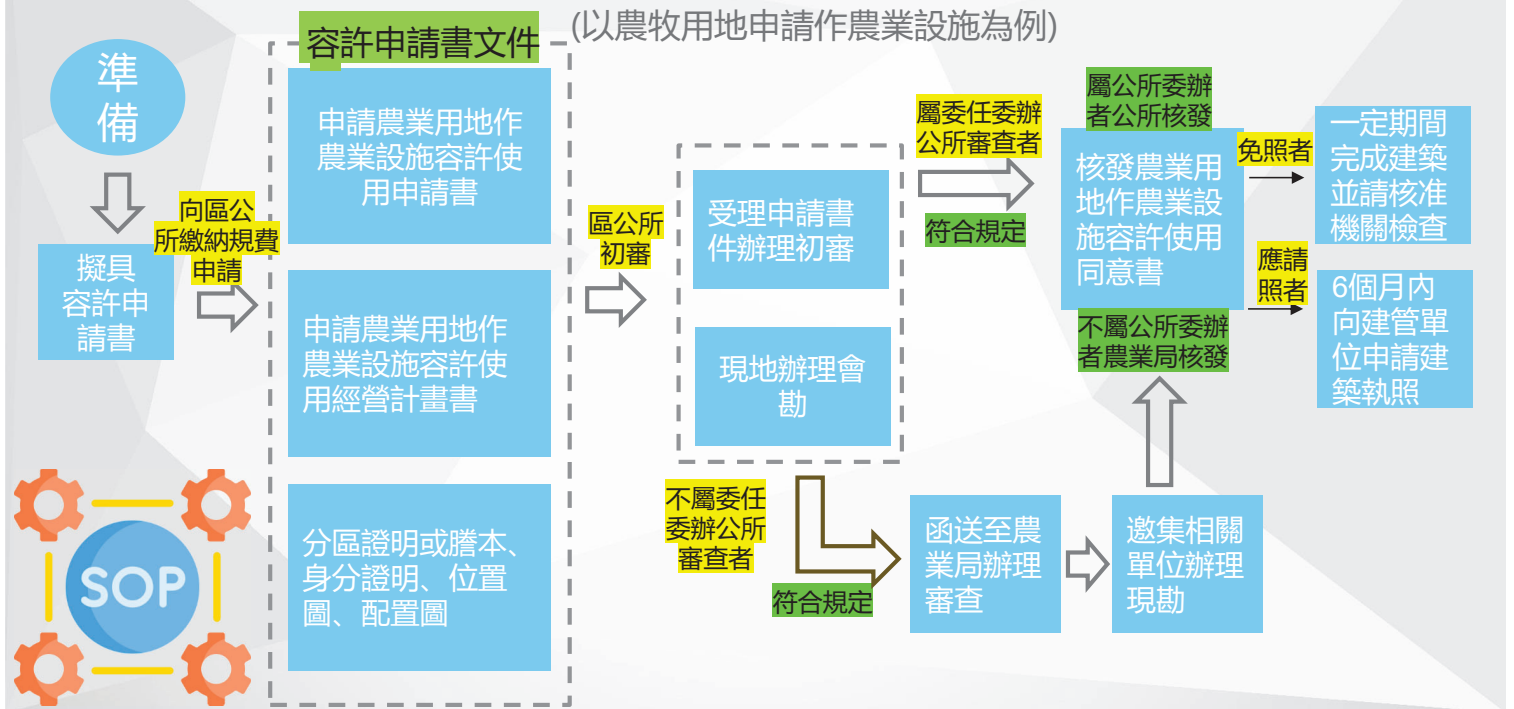 (以農牧用地申請作農業設施為例)
準
備
擬具
容許申
請書
向區公
所繳納規費
申請
容許申請書文件
申請農業用地作
農業設施容許使
用申請書
申請農業用地作
農業設施容許使
用經營計畫書
分區證明或謄本、
身分證明、位置
圖、配置圖
區公所
初審
受理申請書
件辦理初審
現地辦理會
勘
屬委任委辦
公所審查者
符合規定
屬公所委辦
者公所核發
核發農業用
地作農業設
施容許使用
同意書
不屬公所委辦
者農業局核發
免照者
一定期間
完成建築
並請核准
機關檢查
應請
照者
6個月內
向建管單
位申請建
築執照
不屬委任
委辦公所
審查者
符合規定
函送至農
業局辦理
審查
邀集相關
單位辦理
現勘
SOP